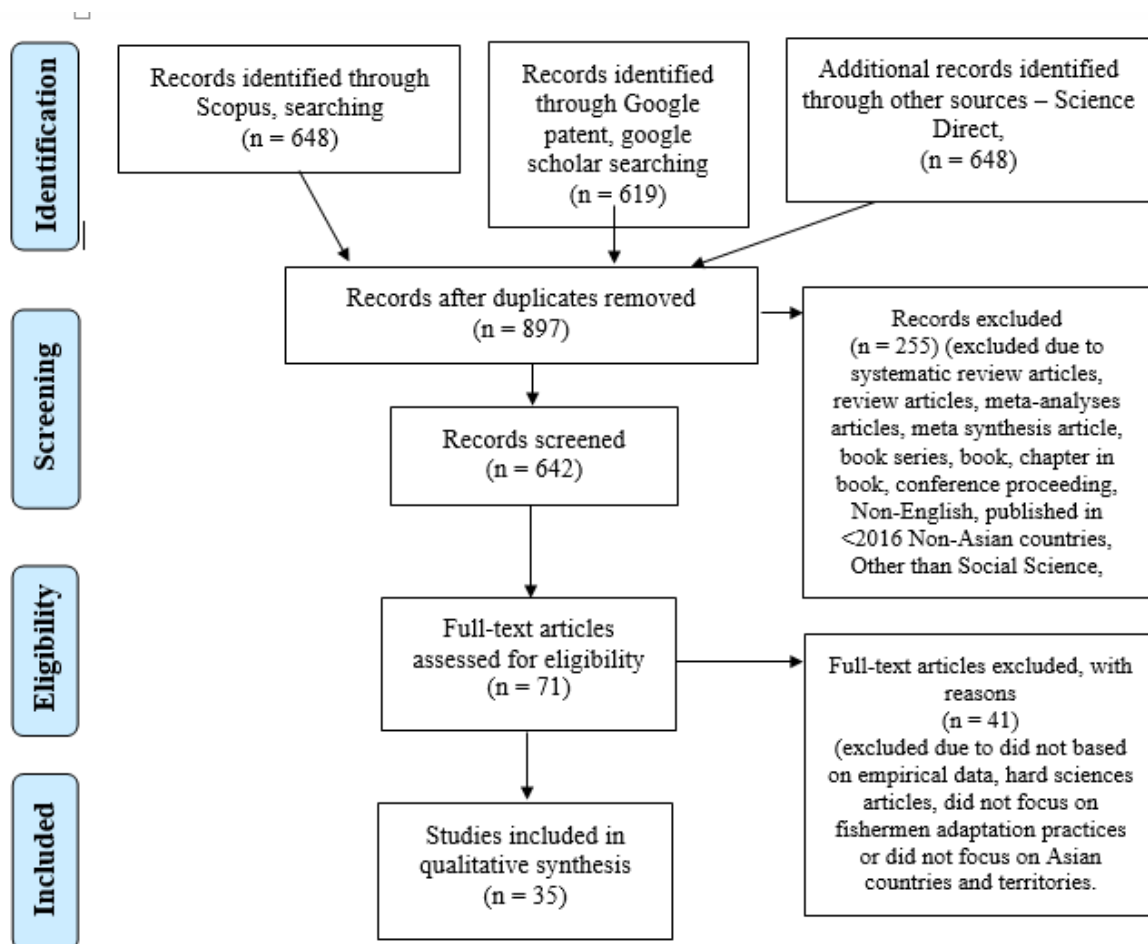 Identification
Records identified through
Scopus, searching
(n = 648)
Records identified
through Google
patent, google
scholar searching
(n = 619)
Additional records identified
through other sources – Science
Direct,
(n = 648)
Screening
Records after duplicates removed
(n = 897)
Records excluded
(n = 255) (excluded due to
systematic review articles,
review articles, meta-analyses
articles, meta synthesis article,
book series, book, chapter in
book, conference proceeding,
Non-English, published in
<2016 Non-Asian countries,
Other than Social Science,
Records screened
(n = 642)
Eligibility
Full-text articles
assessed for eligibility
(n = 71)
Full-text articles excluded, with
reasons
(n = 41)
(excluded due to did not based
on empirical data, hard sciences
articles, did not focus on
fishermen adaptation practices
or did not focus on Asian
countries and territories.
Included
Studies included in
qualitative synthesis
(n = 35)